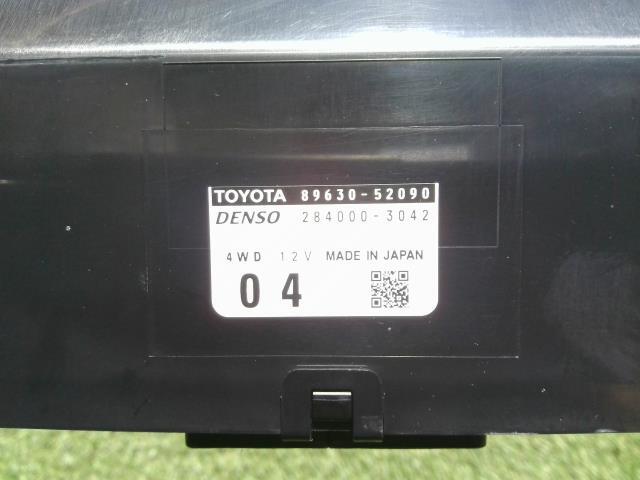 TOYOTA 89630-52090
DENSO 284000-3042
4WD 12V MADE IN JAPAN
04